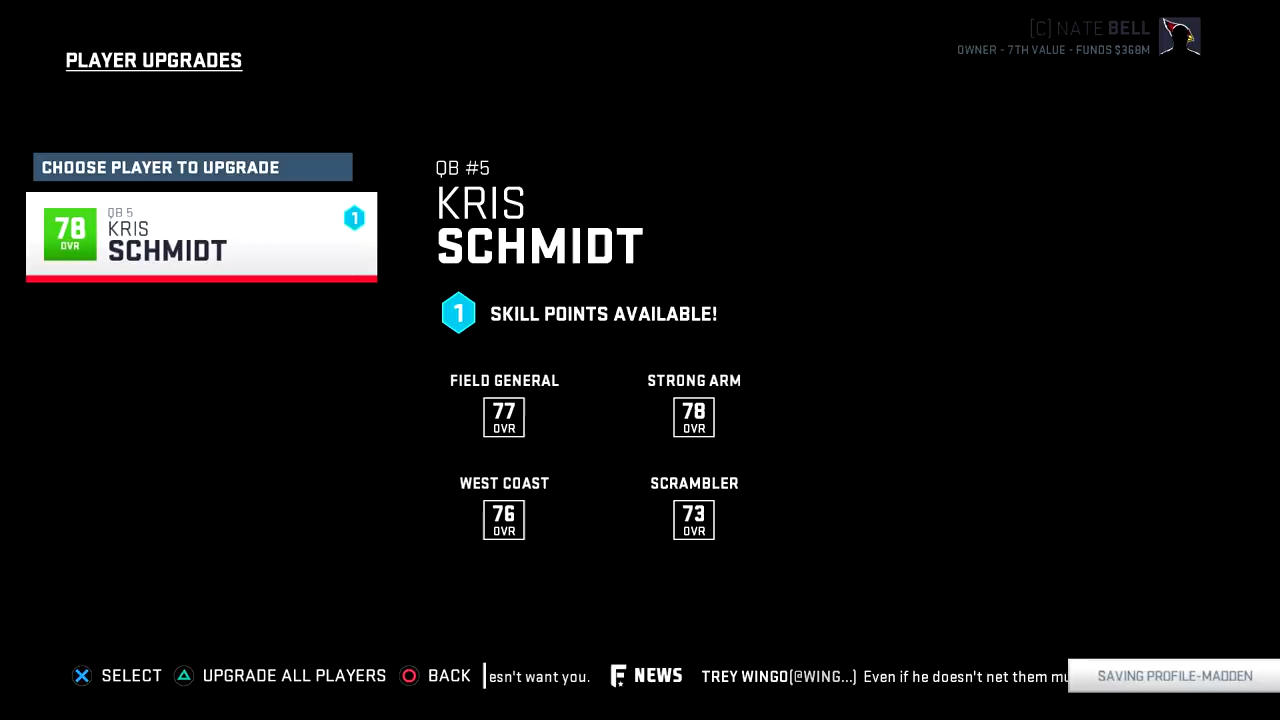 [C] NATE BELL
OWNER - 7TH VALUE - FUNDS $368M
PLAYER UPGRADES
CHOOSE PLAYER TO UPGRADE
78
OVR
QB 5
KRIS
SCHMIDT
1
QB #5
KRIS
SCHMIDT
1 SKILL POINTS AVAILABLE!
FIELD GENERAL
77
OVR
STRONG ARM
78
OVR
WEST COAST
76
OVR
SCRAMBLER
73
OVR
SELECT UPGRADE ALL PLAYERS BACK esn't want you. NEWS TREY WINGO(@WING...) Even if he doesn't net them mu
SAVING PROFILE-MADDEN